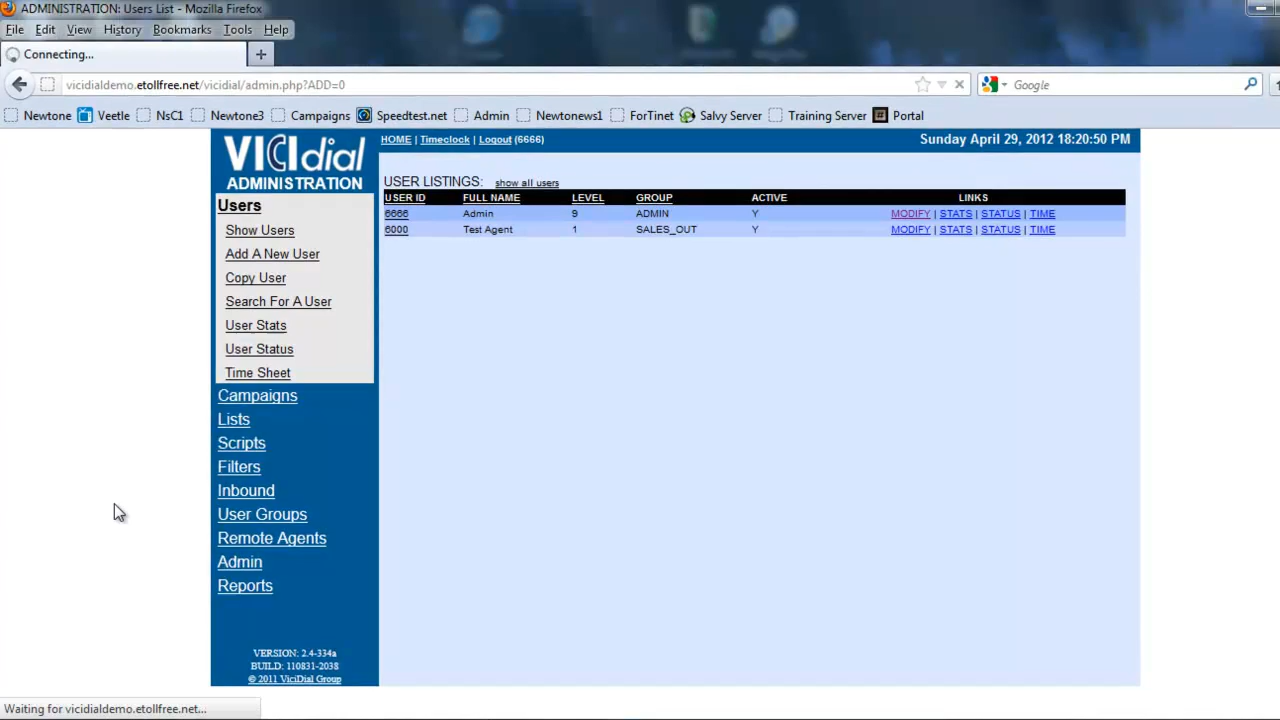 ADMINISTRATION: Users List - Mozilla Firefox
File Edit View History Bookmarks Tools Help
Connecting...
vicidialdemo.etollfree.net/vicidial/admin.php?ADD=0
Google
Newtone Veetle NsC1 Newtone3 Campaigns Speedtest.net Admin Newtonews1 ForTinet Salvy Server Training Server Portal
VICIdial
ADMINISTRATION
HOME | Timeclock | Logout (6666)
Sunday April 29, 2012 18:20:50 PM
Users
Show Users
Add A New User
Copy User
Search For A User
User Stats
User Status
Time Sheet
Campaigns
Lists
Scripts
Filters
Inbound
User Groups
Remote Agents
Admin
Reports
VERSION: 2.4-334a
BUILD: 110831-2038
© 2011 ViciDial Group
USER LISTINGS: show all users
USER ID FULL NAME LEVEL GROUP ACTIVE LINKS
6666 Admin 9 ADMIN Y MODIFY | STATS | STATUS | TIME
6000 Test Agent 1 SALES_OUT Y MODIFY | STATS | STATUS | TIME
Waiting for vicidialdemo.etollfree.net...